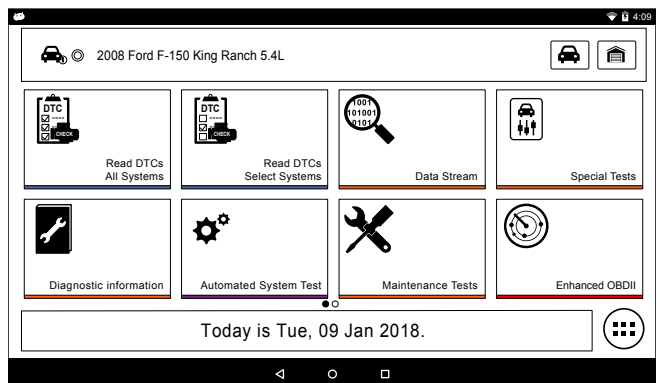 4:09
2008 Ford F-150 King Ranch 5.4L
DTC
CHECK
Read DTCs
All Systems
DTC
CHECK
Read DTCs
Select Systems
1001
101001
0101
Data Stream
Special Tests
Diagnostic information
Automated System Test
Maintenance Tests
Enhanced OBDII
Today is Tue, 09 Jan 2018.